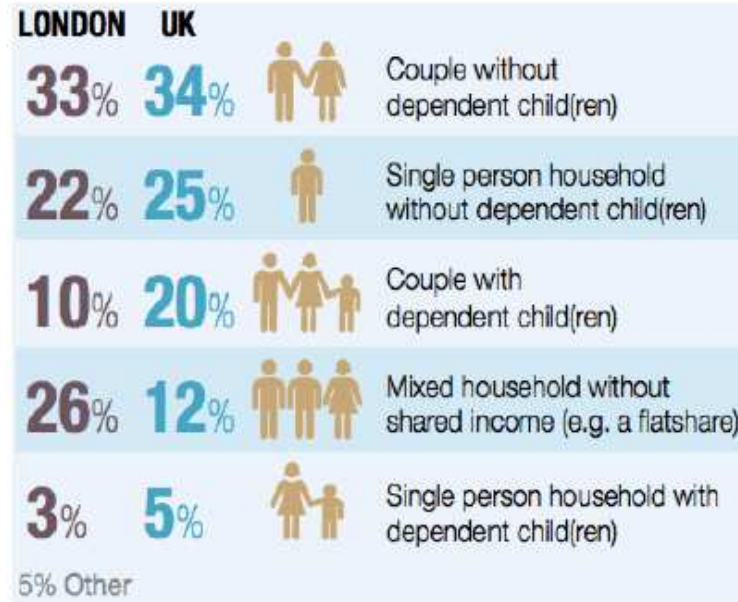 LONDON UK
33% 34% Couple without
dependent child(ren)
22% 25% Single person household
without dependent child(ren)
10% 20% Couple with
dependent child(ren)
26% 12% Mixed household without
shared income (e.g. a flatshare)
3% 5% Single person household with
dependent child(ren)
5% Other